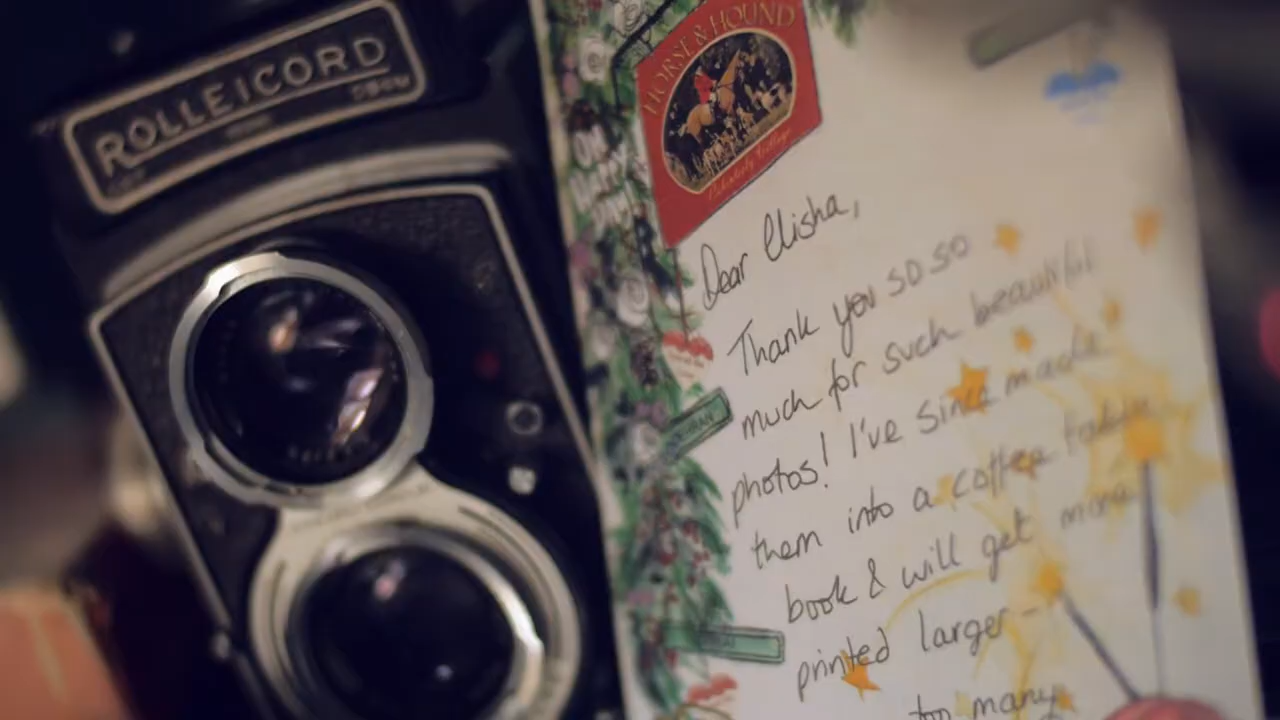 ROLLEICORD
HORSE & HOUND
Dear Elisha,
Thank you so so
much for such beautiful
photos! I've since made
them into a coffee table
book & will get more
printed larger -
too many